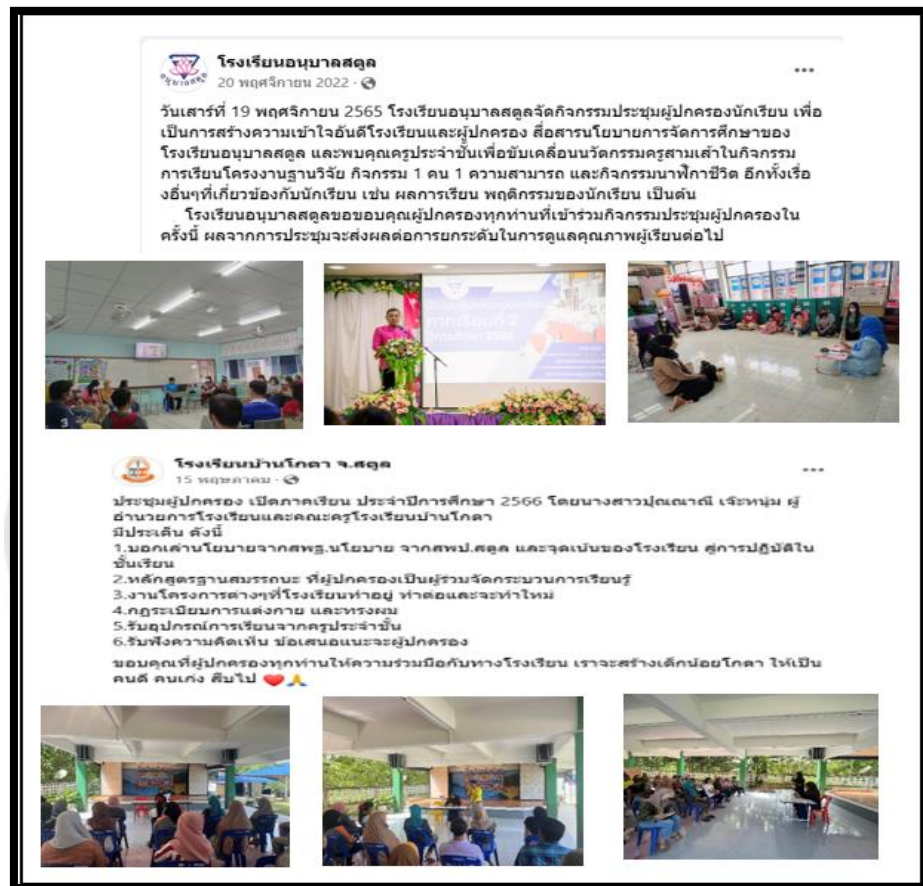 โรงเรียนอนุบาลสตูล
20 พฤศจิกายน 2022 ·
วันเสาร์ที่ 19 พฤศจิกายน 2565 โรงเรียนอนุบาลสตูลจัดกิจกรรมประชุมผู้ปกครองนักเรียน เพื่อ
เป็นการสร้างความเข้าใจอันดีโรงเรียนและผู้ปกครอง สื่อสารนโยบายการจัดการศึกษาของ
โรงเรียนอนุบาลสตูล และพบคุณครูประจำชั้นเพื่อขับเคลื่อนนวัตกรรมครูสามเส้าในกิจกรรม
การเรียนโครงงานฐานวิจัย กิจกรรม 1 คน 1 ความสามารถ และกิจกรรมนาฬิกาชีวิต อีกทั้งเรื่
องอื่นๆที่เกี่ยวข้องกับนักเรียน เช่น ผลการเรียน พฤติกรรมของนักเรียน เป็นต้น
โรงเรียนอนุบาลสตูลขอขอบคุณผู้ปกครองทุกท่านที่เข้าร่วมกิจกรรมประชุมผู้ปกครองใน
ครั้งนี้ ผลจากการประชุมจะส่งผลต่อการยกระดับในการดูแลคุณภาพผู้เรียนต่อไป
ภาคเรียนที่ 2
ปีการศึกษา 2565
โรงเรียนบ้านโกตา จ.สตูล
15 พฤษภาคม ·
ประชุมผู้ปกครอง เปิดภาคเรียน ประจำปีการศึกษา 2566 โดยนางสาวปุณณาณี เจ๊ะหนุ่ม ผู้
อำนวยการโรงเรียนและคณะครูโรงเรียนบ้านโกตา
มีประเด็น ดังนี้
1.บอกเล่านโยบายจากสพฐ.นโยบาย จากสพป.สตูล และจุดเน้นของโรงเรียน สู่การปฏิบัติใน
ชั้นเรียน
2.หลักสูตรฐานสมรรถนะ ที่ผู้ปกครองเป็นผู้ร่วมจัดกระบวนการเรียนรู้
3.งานโครงการต่างๆที่โรงเรียนทำอยู่ ทำต่อและจะทำใหม่
4.กฎระเบียบการแต่งกาย และทรงผม
5.รับอุปกรณ์การเรียนจากครูประจำชั้น
6.รับฟังความคิดเห็น ข้อเสนอแนะจะผู้ปกครอง
ขอบคุณที่ผู้ปกครองทุกท่านให้ความร่วมมือกับทางโรงเรียน เราจะสร้างเด็กน้อยโกตา ให้เป็น
คนดี คนเก่ง สืบไป ❤️🙏